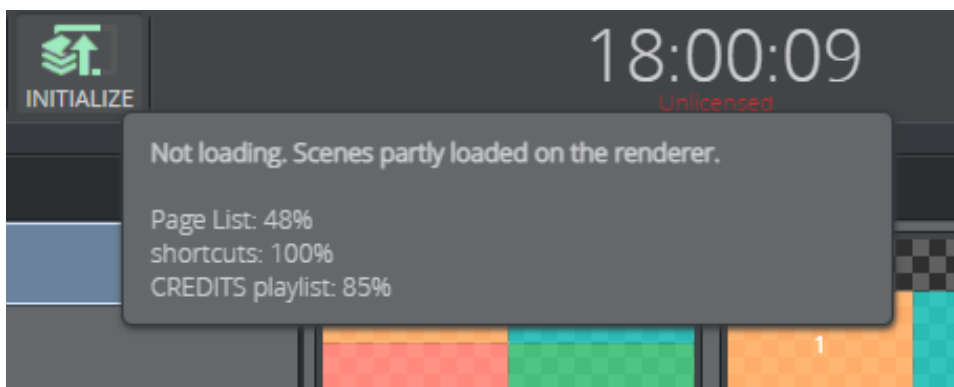 18:00:09
INITIALIZE
Unlicensed
Not loading. Scenes partly loaded on the renderer.
Page List: 48%
shortcuts: 100%
CREDITS playlist: 85%
1